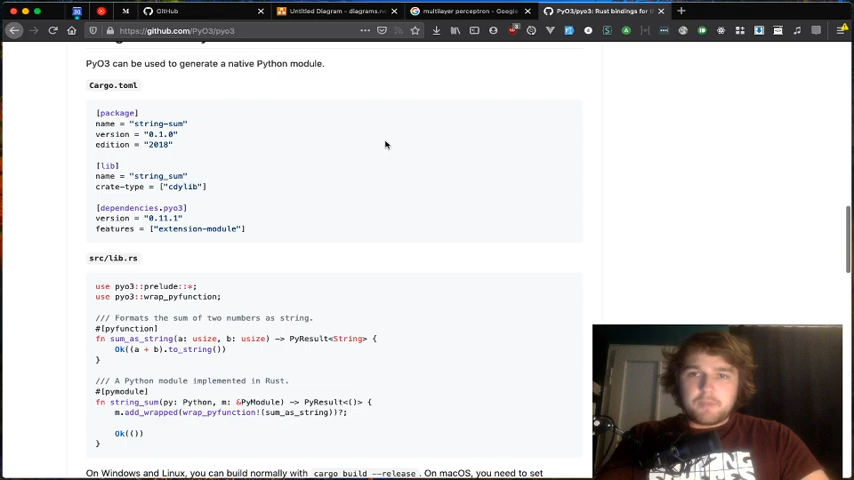 GitHub
Untitled Diagram - diagrams.ne
multilayer perceptron - Google
PyO3/pyo3: Rust bindings for th
https://github.com/PyO3/pyo3
PyO3 can be used to generate a native Python module.
Cargo.toml
[package]
name = "string-sum"
version = "0.1.0"
edition = "2018"
[lib]
name = "string_sum"
crate-type = ["cdylib"]
[dependencies.pyo3]
version = "0.11.1"
features = ["extension-module"]
src/lib.rs
use pyo3::prelude::*;
use pyo3::wrap_pyfunction;
/// Formats the sum of two numbers as string.
#[pyfunction]
fn sum_as_string(a: usize, b: usize) -> PyResult<String> {
Ok((a + b).to_string())
}
/// A Python module implemented in Rust.
#[pymodule]
fn string_sum(py: Python, m: &PyModule) -> PyResult<()> {
m.add_wrapped(wrap_pyfunction!(sum_as_string))?;
Ok(())
}
On Windows and Linux, you can build normally with cargo build --release. On macOS, you need to set